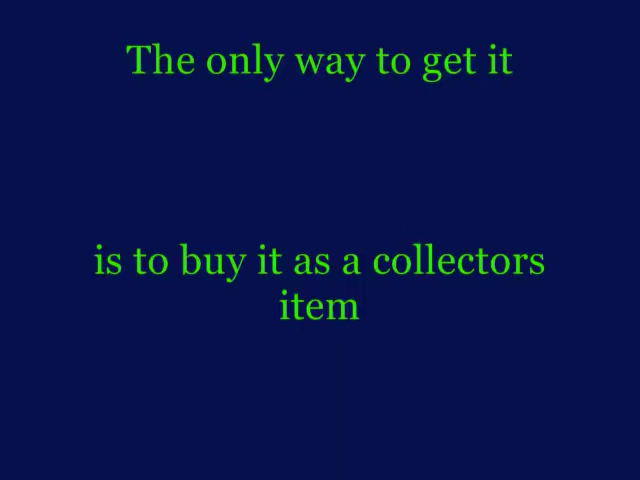 The only way to get it
is to buy it as a collectors
item